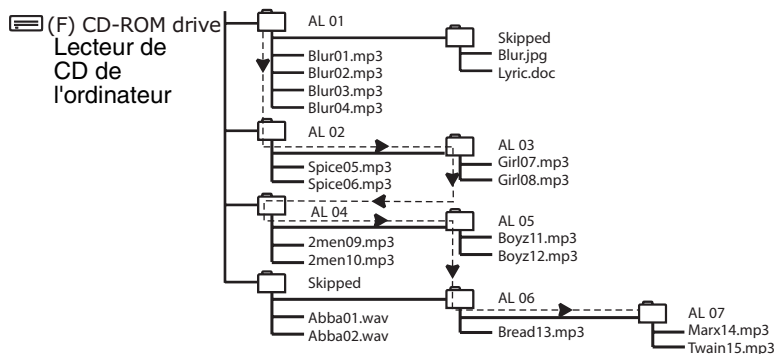 (F) CD-ROM drive
Lecteur de
CD de
l'ordinateur
AL 01
Blur01.mp3
Blur02.mp3
Blur03.mp3
Blur04.mp3
Skipped
Blur.jpg
Lyric.doc
AL 02
Spice05.mp3
Spice06.mp3
AL 03
Girl07.mp3
Girl08.mp3
AL 04
2men09.mp3
2men10.mp3
AL 05
Boyz11.mp3
Boyz12.mp3
Skipped
Abba01.wav
Abba02.wav
AL 06
Bread13.mp3
AL 07
Marx14.mp3
Twain15.mp3